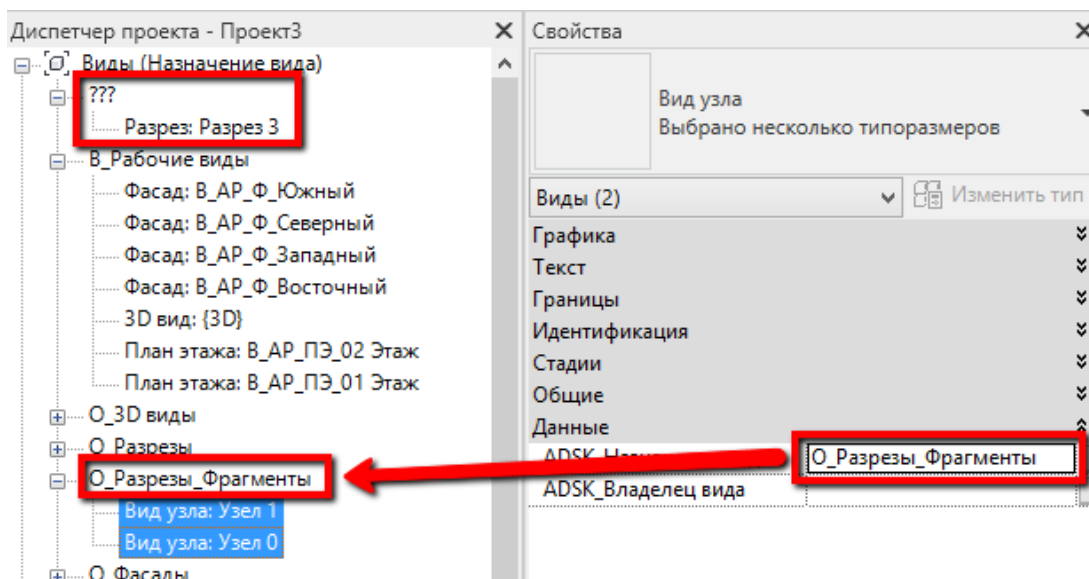 Диспетчер проекта - Проект3
Виды (Назначение вида)
???
Разрез: Разрез 3
В_Рабочие виды
Фасад: В_АР_Ф_Южный
Фасад: В_АР_Ф_Северный
Фасад: В_АР_Ф_Западный
Фасад: В_АР_Ф_Восточный
3D вид: {3D}
План этажа: В_АР_ПЭ_02 Этаж
План этажа: В_АР_ПЭ_01 Этаж
О_3D виды
О_Разрезы
О_Разрезы_Фрагменты
Вид узла: Узел 1
Вид узла: Узел 0
О_Фасады
Свойства
Вид узла
Выбрано несколько типоразмеров
Виды (2)
Изменить тип
Графика
Текст
Границы
Идентификация
Стадии
Общие
Данные
О_Разрезы_Фрагменты
ADSK_Владелец вида